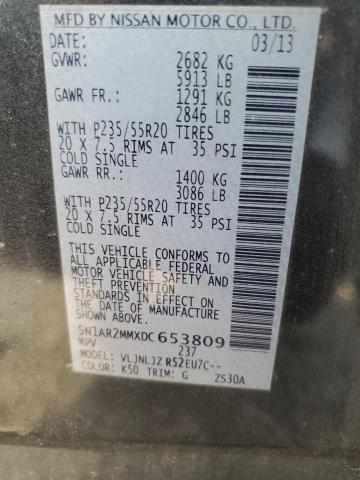 MFD BY NISSAN MOTOR CO., LTD.
DATE: 03/13
GVWR: 2682 KG
5913 LB
GAWR FR.: 1291 KG
2846 LB
WITH P235/55R20 TIRES
20 x 7.5 RIMS AT 35 PSI
COLD SINGLE
GAWR RR.: 1400 KG
3086 LB
WITH P235/55R20 TIRES
20 x 7.5 RIMS AT 35 PSI
COLD SINGLE
THIS VEHICLE CONFORMS TO
ALL APPLICABLE FEDERAL
MOTOR VEHICLE SAFETY AND
THEFT PREVENTION
STANDARDS IN EFFECT ON THE
DATE OF MANUFACTURE SHOWN
ABOVE.
5N1AR2MMXDC653809
MPV 237
MODEL: VLJNLJZ R52EU7C--
COLOR: K50 TRIM: G ZS30A